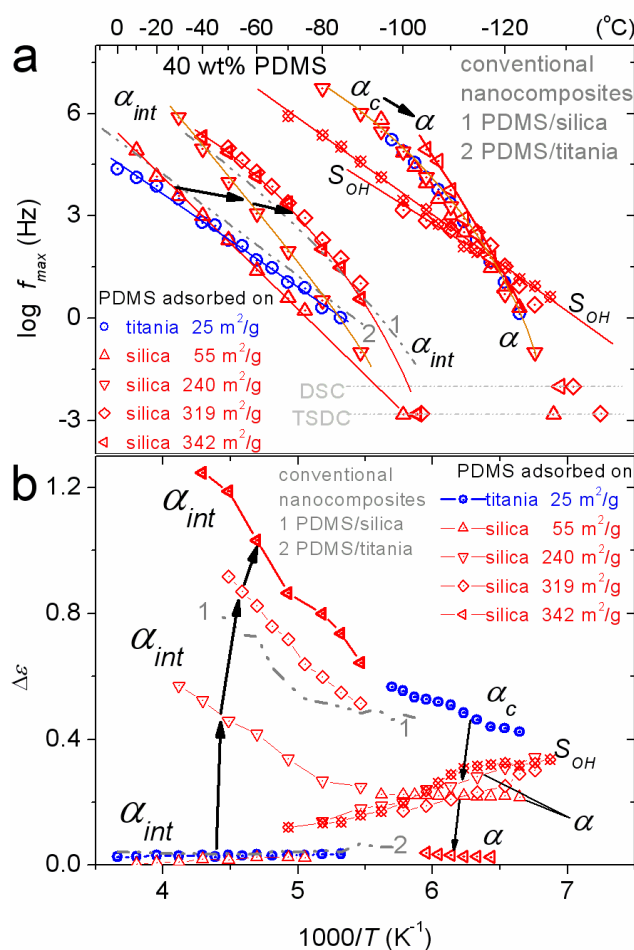 0 -20 -40 -60 -80 -100 -120 (°C)
a
40 wt% PDMS
α_int
α_c
α
conventional
nanocomposites
1 PDMS/silica
2 PDMS/titania
S_OH
log f_max (Hz)
6
3
0
-3
PDMS adsorbed on
titania 25 m²/g
silica 55 m²/g
silica 240 m²/g
silica 319 m²/g
silica 342 m²/g
2
1
α_int
α
S_OH
DSC
TSDC
b
α_int
conventional
nanocomposites
1 PDMS/silica
2 PDMS/titania
PDMS adsorbed on
titania 25 m²/g
silica 55 m²/g
silica 240 m²/g
silica 319 m²/g
silica 342 m²/g
Δε
1.2
0.8
0.4
0.0
1
α_int
1
α_c
S_OH
α
α_int
2
α
4 5 6 7
1000/T (K⁻¹)